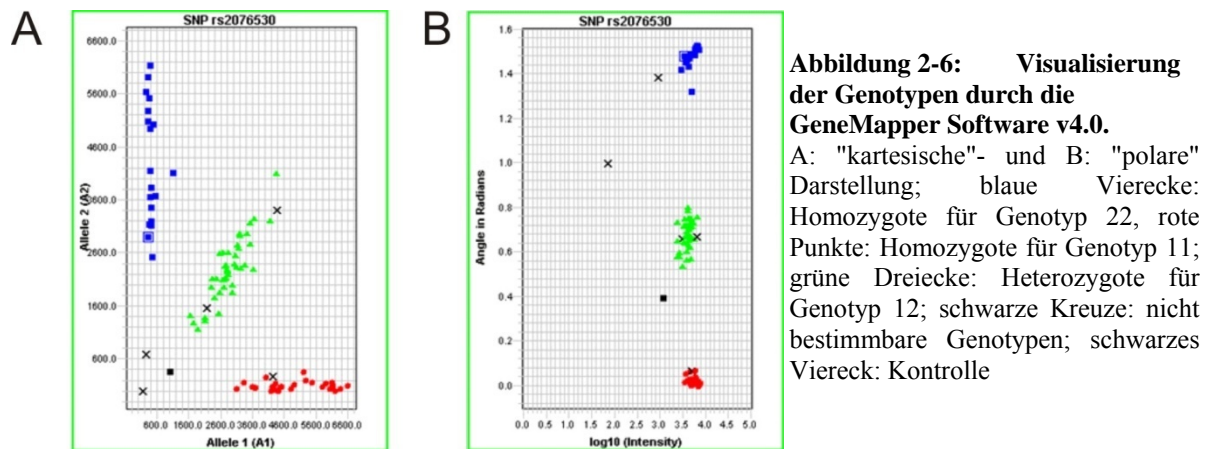 A
SNP rs2076530
6600.0
5600.0
4600.0
3600.0
2600.0
1600.0
600.0
Allele 2 (A2)
600.0 1600.0 2600.0 3600.0 4600.0 5600.0 6600.0
Allele 1 (A1)
B
SNP rs2076530
1.6
1.4
1.2
1.0
0.8
0.6
0.4
0.2
0.0
Angle in Radians
0.0 0.5 1.0 1.5 2.0 2.5 3.0 3.5 4.0 4.5 5.0
log10 (Intensity)
Abbildung 2-6: Visualisierung
der Genotypen durch die
GeneMapper Software v4.0.
A: "kartesische"- und B: "polare"
Darstellung; blaue Vierecke:
Homozygote für Genotyp 22, rote
Punkte: Homozygote für Genotyp 11;
grüne Dreiecke: Heterozygote für
Genotyp 12; schwarze Kreuze: nicht
bestimmbare Genotypen; schwarzes
Viereck: Kontrolle